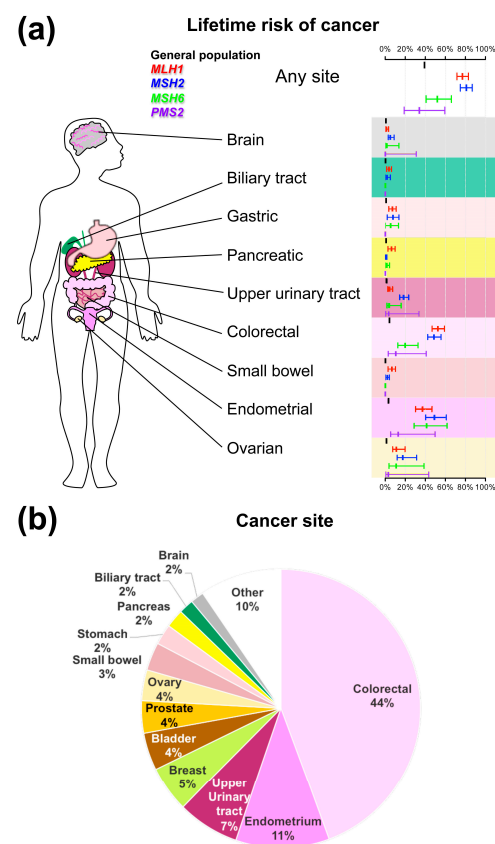 (a)
Lifetime risk of cancer
General population
MLH1
MSH2
MSH6
PMS2
Any site
0% 20% 40% 60% 80% 100%
Brain
Biliary tract
Gastric
Pancreatic
Upper urinary tract
Colorectal
Small bowel
Endometrial
Ovarian
0% 20% 40% 60% 80% 100%
(b)
Cancer site
Brain
2%
Biliary tract
2%
Pancreas
2%
Stomach
2%
Small bowel
3%
Ovary
4%
Prostate
4%
Bladder
4%
Breast
5%
Upper
Urinary
tract
7%
Endometrium
11%
Colorectal
44%
Other
10%